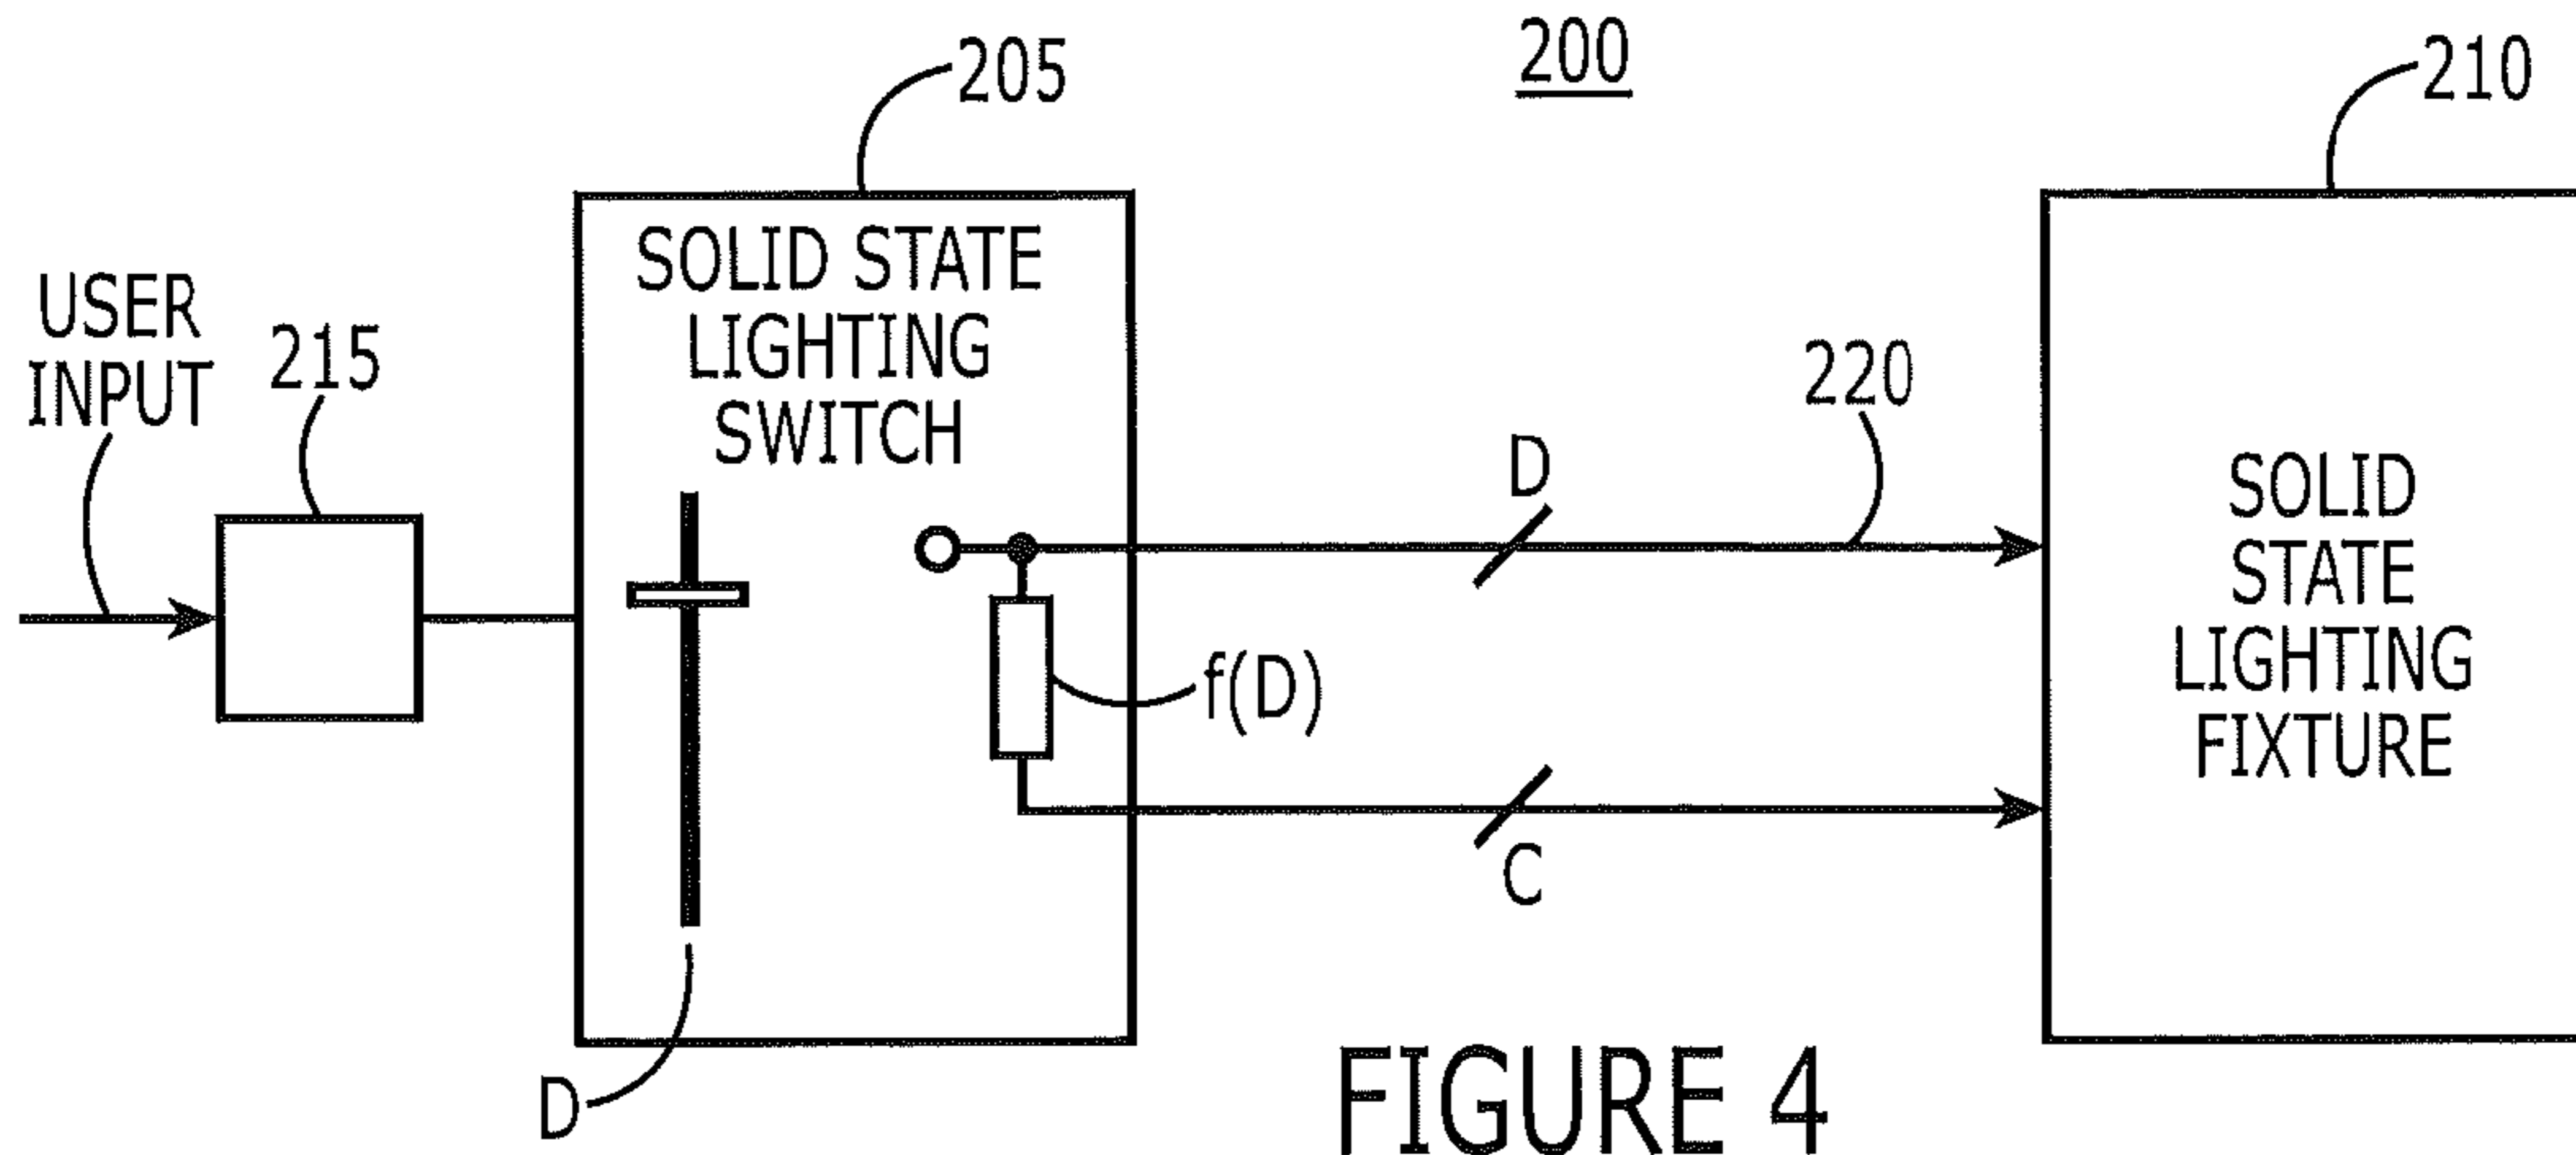 200
205
210
USER
INPUT
215
SOLID STATE
LIGHTING
SWITCH
D
220
f(D)
C
D
SOLID
STATE
LIGHTING
FIXTURE
FIGURE 4